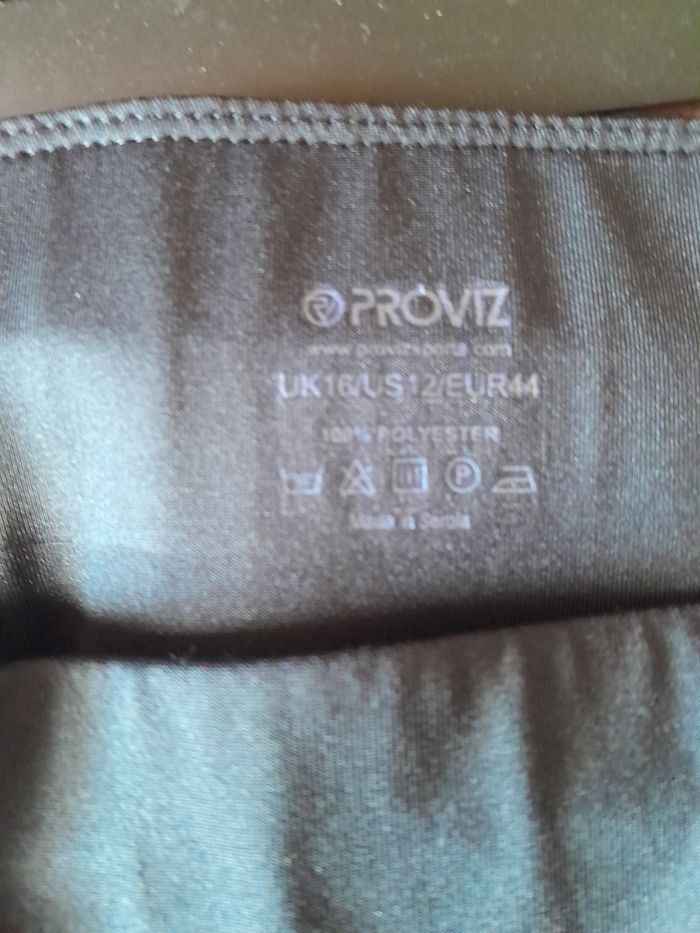 PROVIZ
www.provizsports.com
UK16/US12/EUR44
100% POLYESTER
P
Made in Serbia